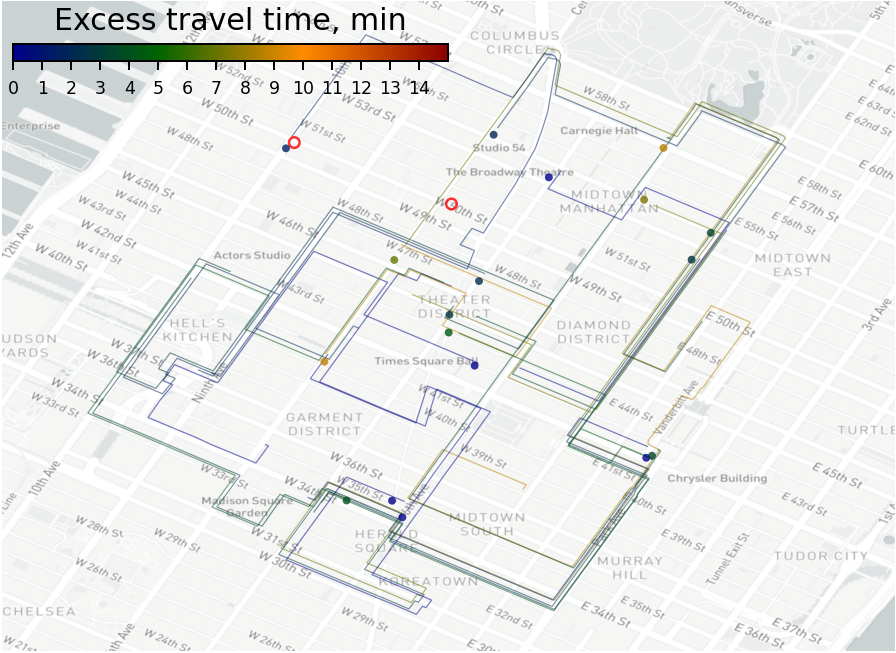 Excess travel time, min
0 1 2 3 4 5 6 7 8 9 10 11 12 13 14
COLUMBUS
CIRCLE
5th
E 64th
E 63rd St
E 62nd St
E 60th
W 52nd St
W 50th St
W 53rd St
W 51st St
W 58th St
Enterprise
W 48th St
Carnegie Hall
Studio 54
The Broadway Theatre
MIDTOWN
MANHATTAN
E 58th St
E 57th St
E 56th St
E 55th St
W 45th St
W 44th St
W 43rd St
W 42nd St
W 41st St
W 40th St
12th Ave
W 48th St
W 49th St
W 46th St
W 47th St
W 51st St
MIDTOWN
EAST
Actors Studio
W 48th St
W 49th St
W 43rd St
THEATER
DISTRICT
3rd Ave
HELL'S
KITCHEN
DIAMOND
DISTRICT
E 50th St
E 48th St
UDSON
YARDS
W 37th St
W 36th St
Times Square Ball
Ninth Ave
W 34th St
W 33rd St
W 41st St
W 40th St
E 44th St
Vanderbilt Ave
GARMENT
DISTRICT
TURTLE
W 39th St
W 36th St
E 41st St
E 45th St
10th Ave
W 33rd St
W 34th St
W 35th St
Chrysler Building
Madison Square
Garden
E 40th St
E 43rd St
W 28th St
W 29th St
W 31st St
HERALD
SQUARE
MIDTOWN
SOUTH
Park Ave
E 39th St
Tunnel Exit St
TUDOR CITY
W 26th St
W 30th St
KOREATOWN
MURRAY
HILL
CHELSEA
W 29th St
E 32nd St
E 34th St
E 35th St
E 36th St
E 37th St
W 24th St
W 26th St
W 21st St
E 30th